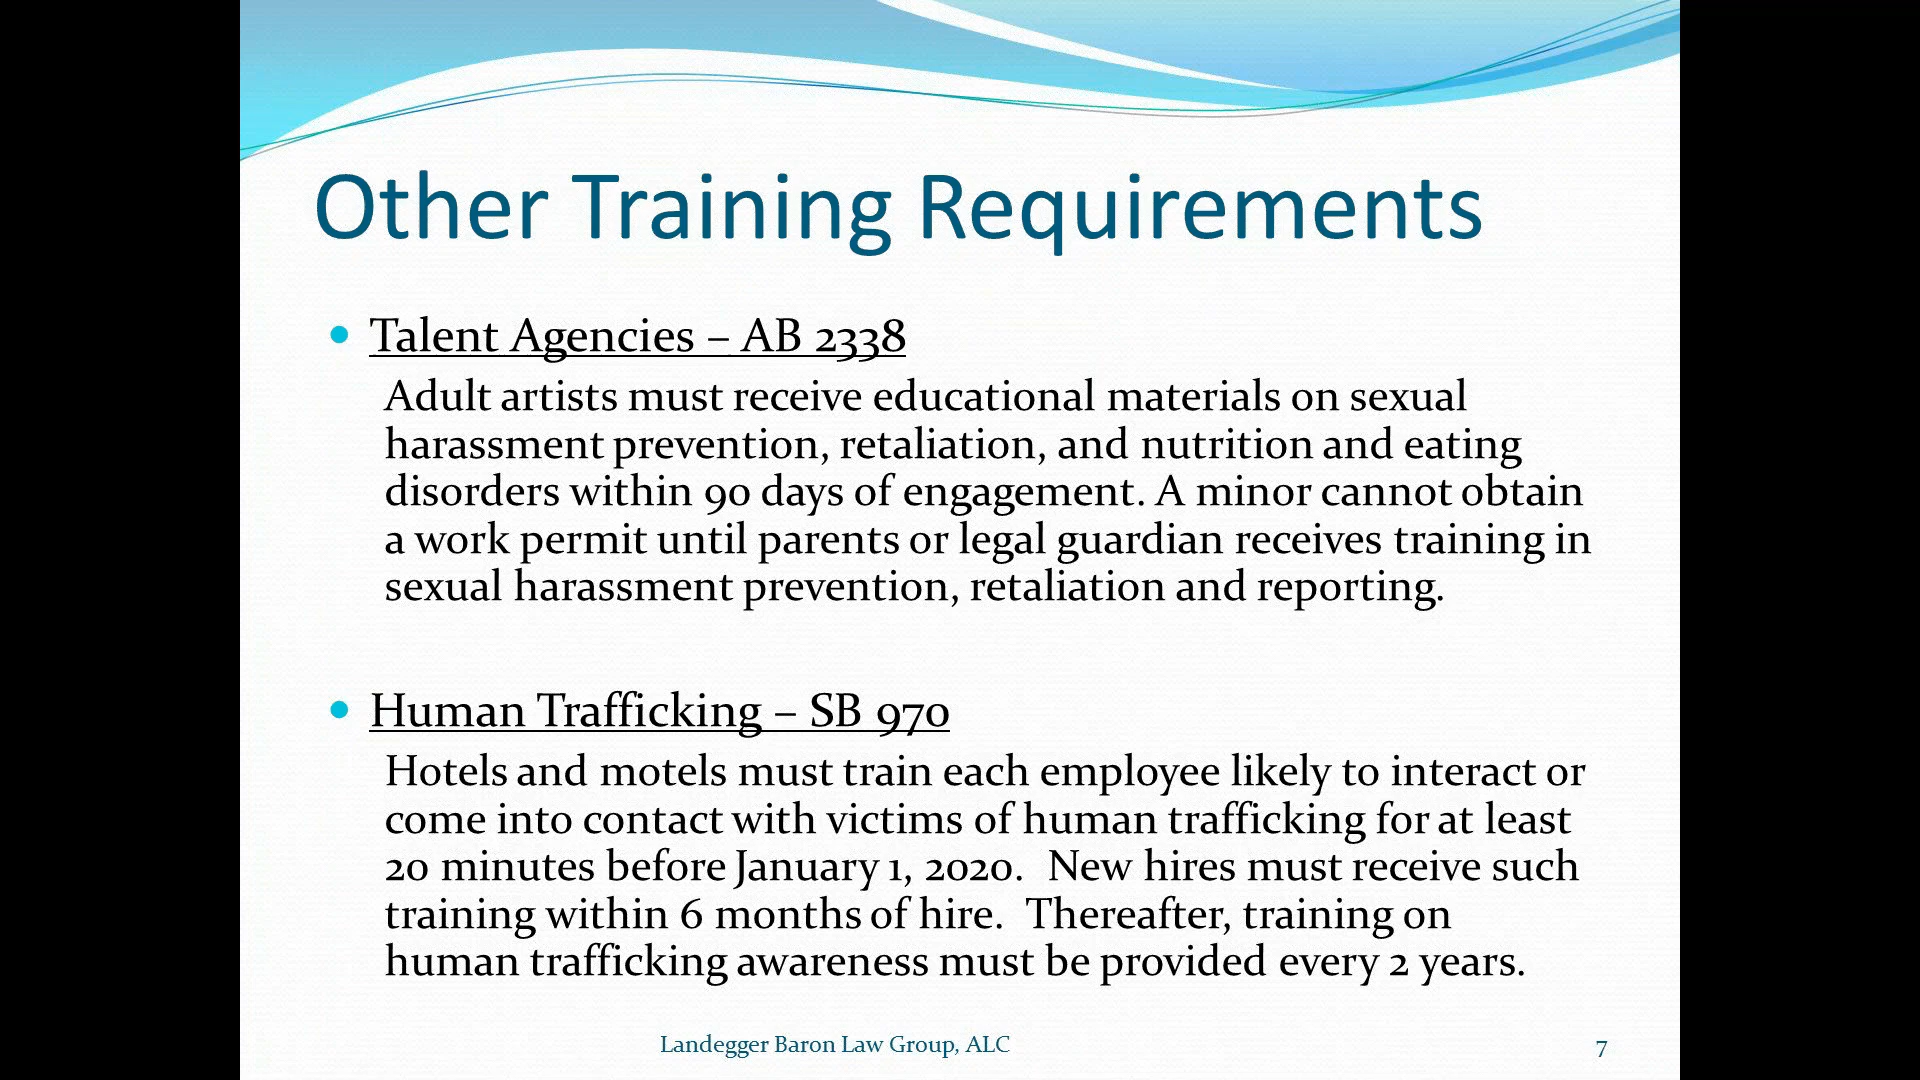 Other Training Requirements
Talent Agencies – AB 2338
Adult artists must receive educational materials on sexual
harassment prevention, retaliation, and nutrition and eating
disorders within 90 days of engagement. A minor cannot obtain
a work permit until parents or legal guardian receives training in
sexual harassment prevention, retaliation and reporting.
Human Trafficking – SB 970
Hotels and motels must train each employee likely to interact or
come into contact with victims of human trafficking for at least
20 minutes before January 1, 2020. New hires must receive such
training within 6 months of hire. Thereafter, training on
human trafficking awareness must be provided every 2 years.
Landegger Baron Law Group, ALC
7